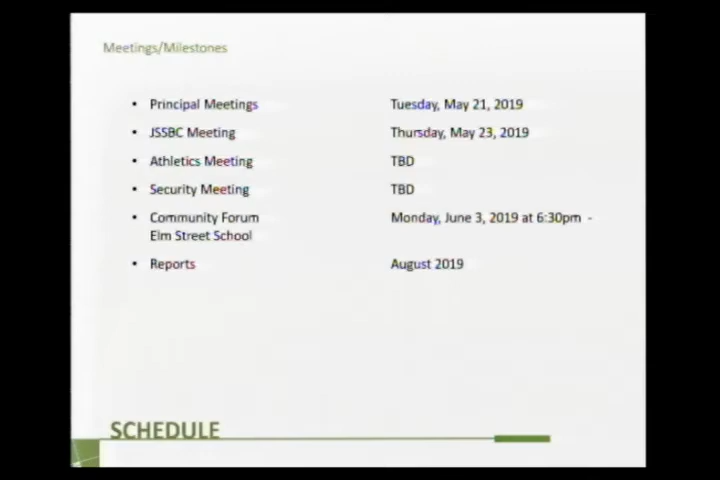 Meetings/Milestones
• Principal Meetings Tuesday, May 21, 2019
• JSSBC Meeting Thursday, May 23, 2019
• Athletics Meeting TBD
• Security Meeting TBD
• Community Forum Monday, June 3, 2019 at 6:30pm -
Elm Street School
• Reports August 2019
SCHEDULE